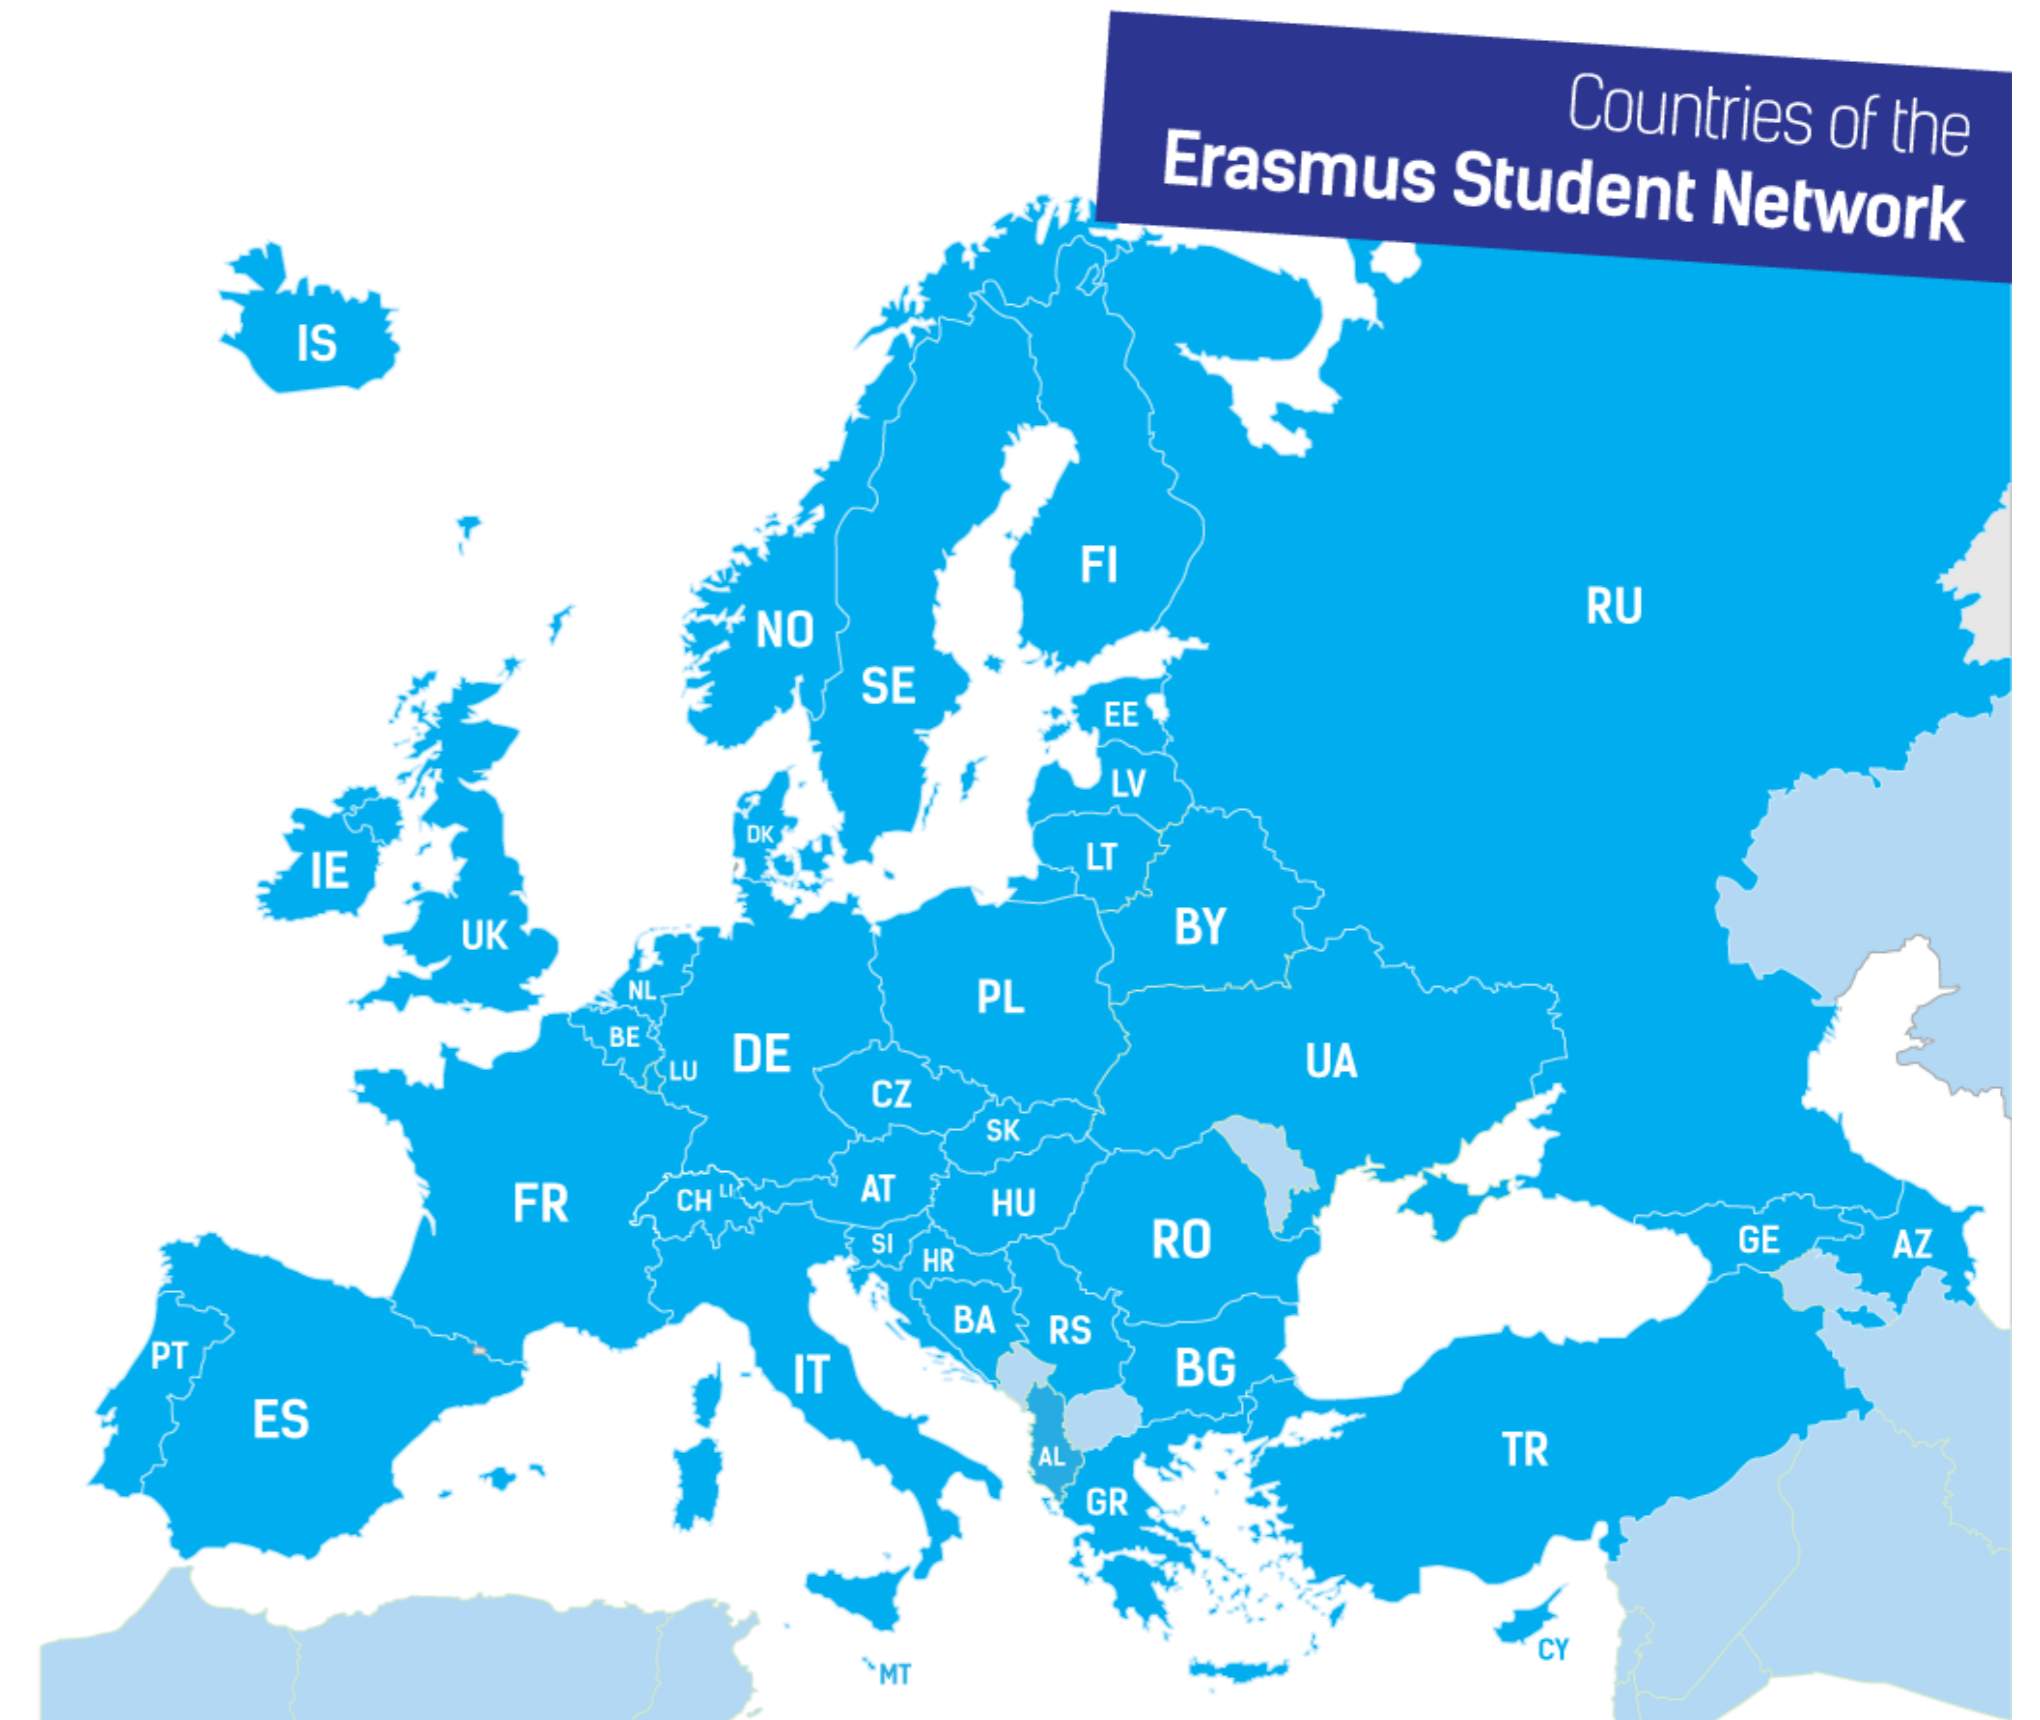 Countries of the
Erasmus Student Network
IS
FI
RU
NO
SE
EE
LV
DK
LT
IE
BY
UK
NL
PL
BE
DE
UA
LU
CZ
SK
AT
LI
CH
HU
FR
RO
SI
GE
AZ
HR
BA
RS
PT
BG
IT
ES
TR
AL
GR
CY
MT